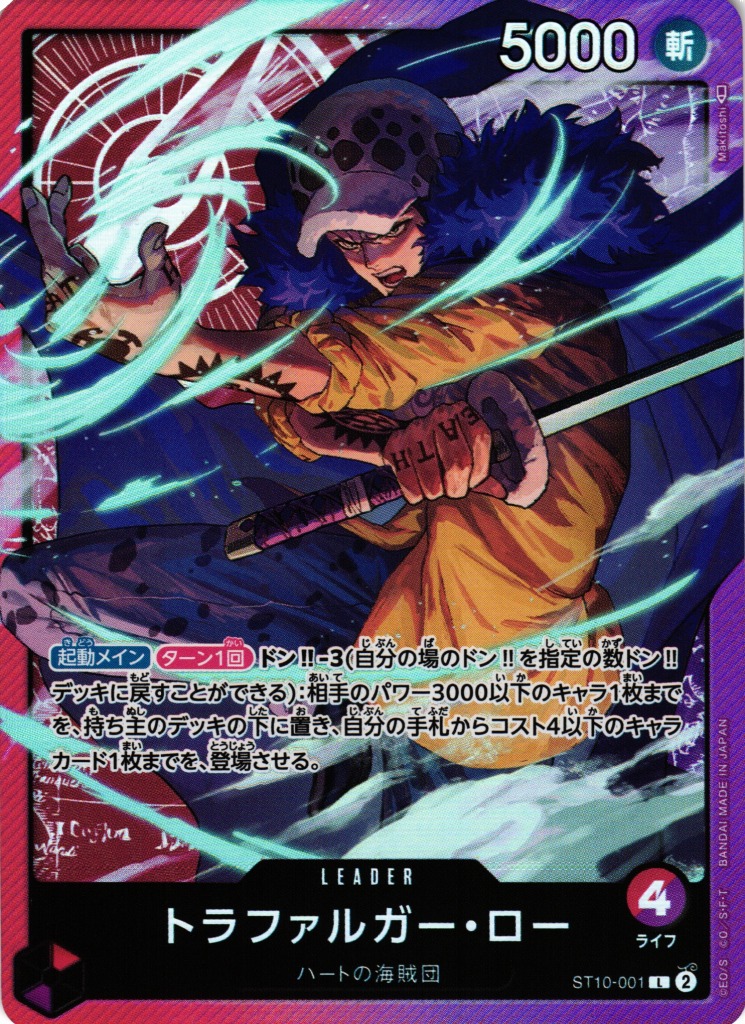 5000 斬
Makitoshi
EATH
起動メイン ターン1回 ドン!!-3(自分の場のドン!!を指定の数ドン!!
デッキに戻すことができる):相手のパワー3000以下のキャラ1枚まで
を、持ち主のデッキの下に置き、自分の手札からコスト4以下のキャラ
カード1枚までを、登場させる。
LEADER
トラファルガー・ロー
4
ライフ
ハートの海賊団
ST10-001 L 2
©EO/S ©O/S・F・T BANDAI MADE IN JAPAN